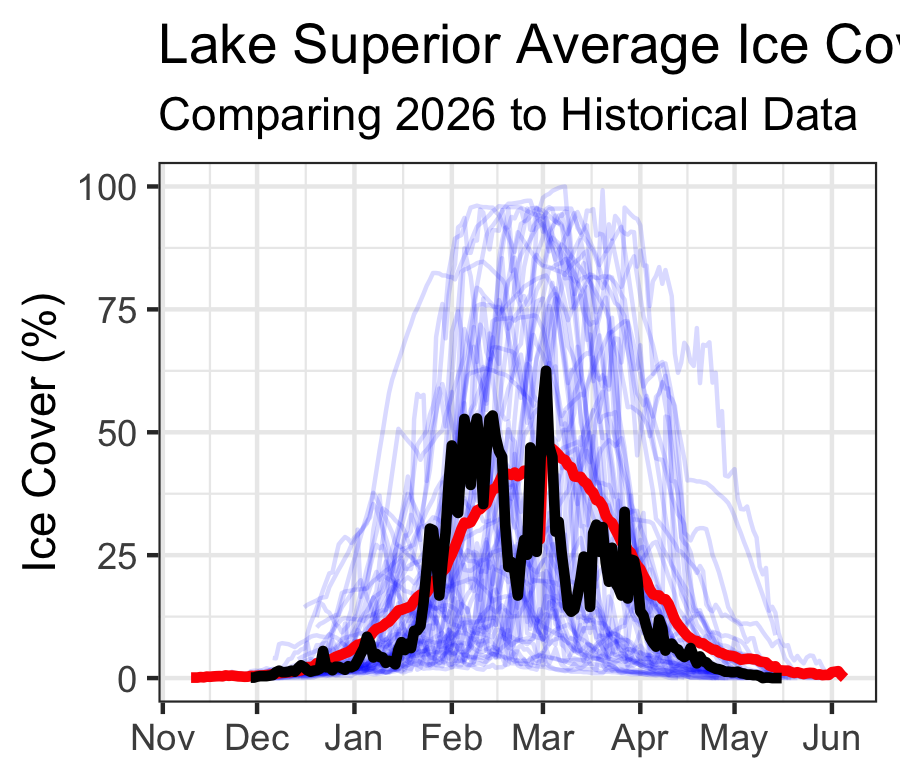 Lake Superior Average Ice Cov
Comparing 2026 to Historical Data
Ice Cover (%)
100
75
50
25
0
Nov Dec Jan Feb Mar Apr May Jun